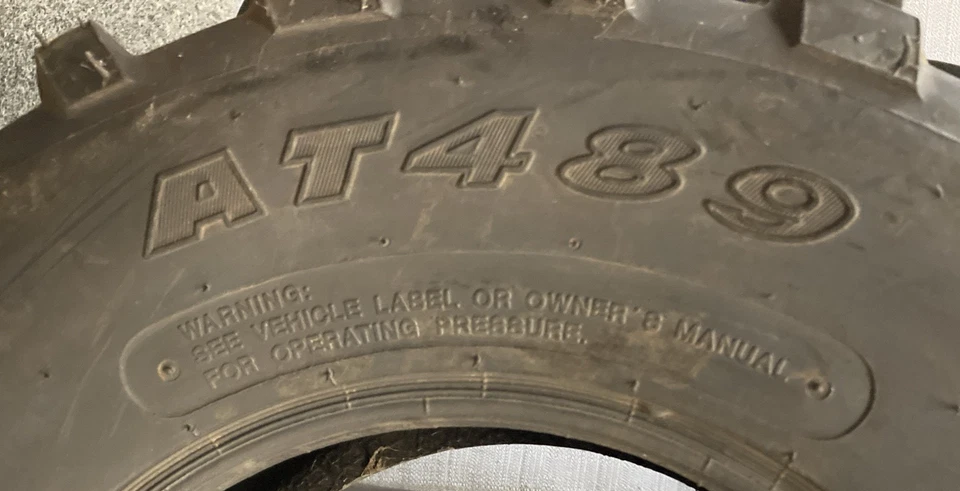 AT489
WARNING:
SEE VEHICLE LABEL OR OWNER'S MANUAL
FOR OPERATING PRESSURE.